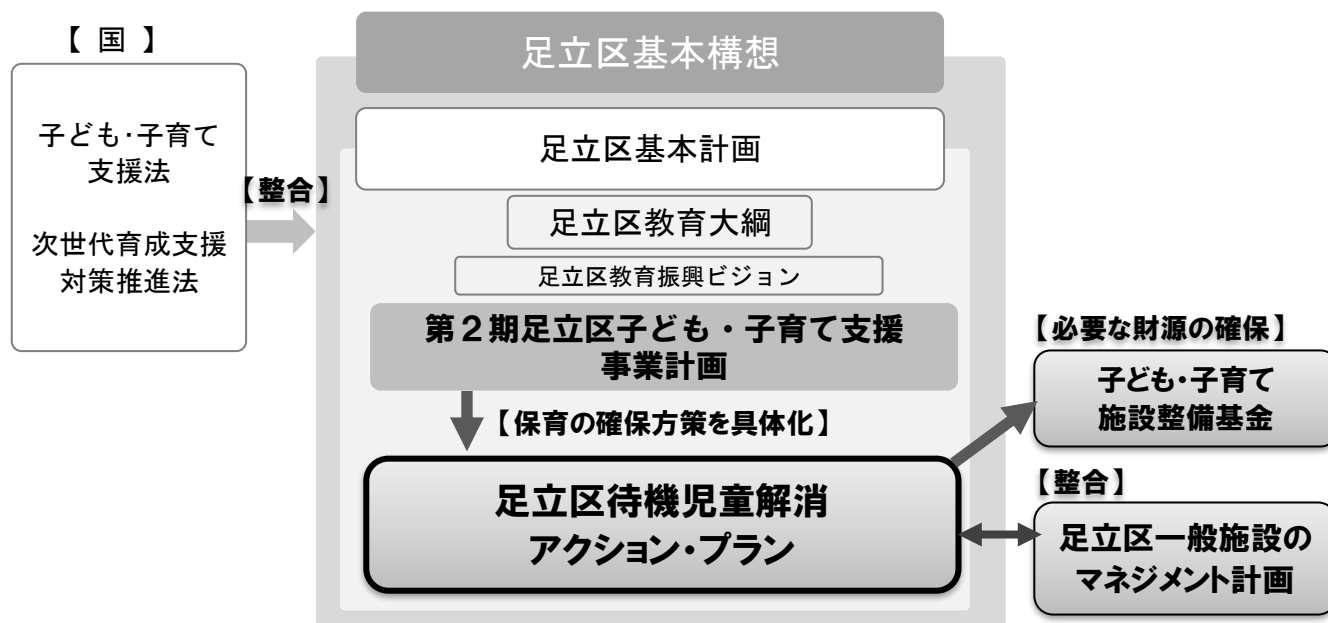 【 国 】
子ども・子育て
支援法
次世代育成支援
対策推進法
【整合】
足立区基本構想
足立区基本計画
足立区教育大綱
足立区教育振興ビジョン
第２期足立区子ども・子育て支援
事業計画
【保育の確保方策を具体化】
足立区待機児童解消
アクション・プラン
【必要な財源の確保】
子ども・子育て
施設整備基金
【整合】
足立区一般施設の
マネジメント計画